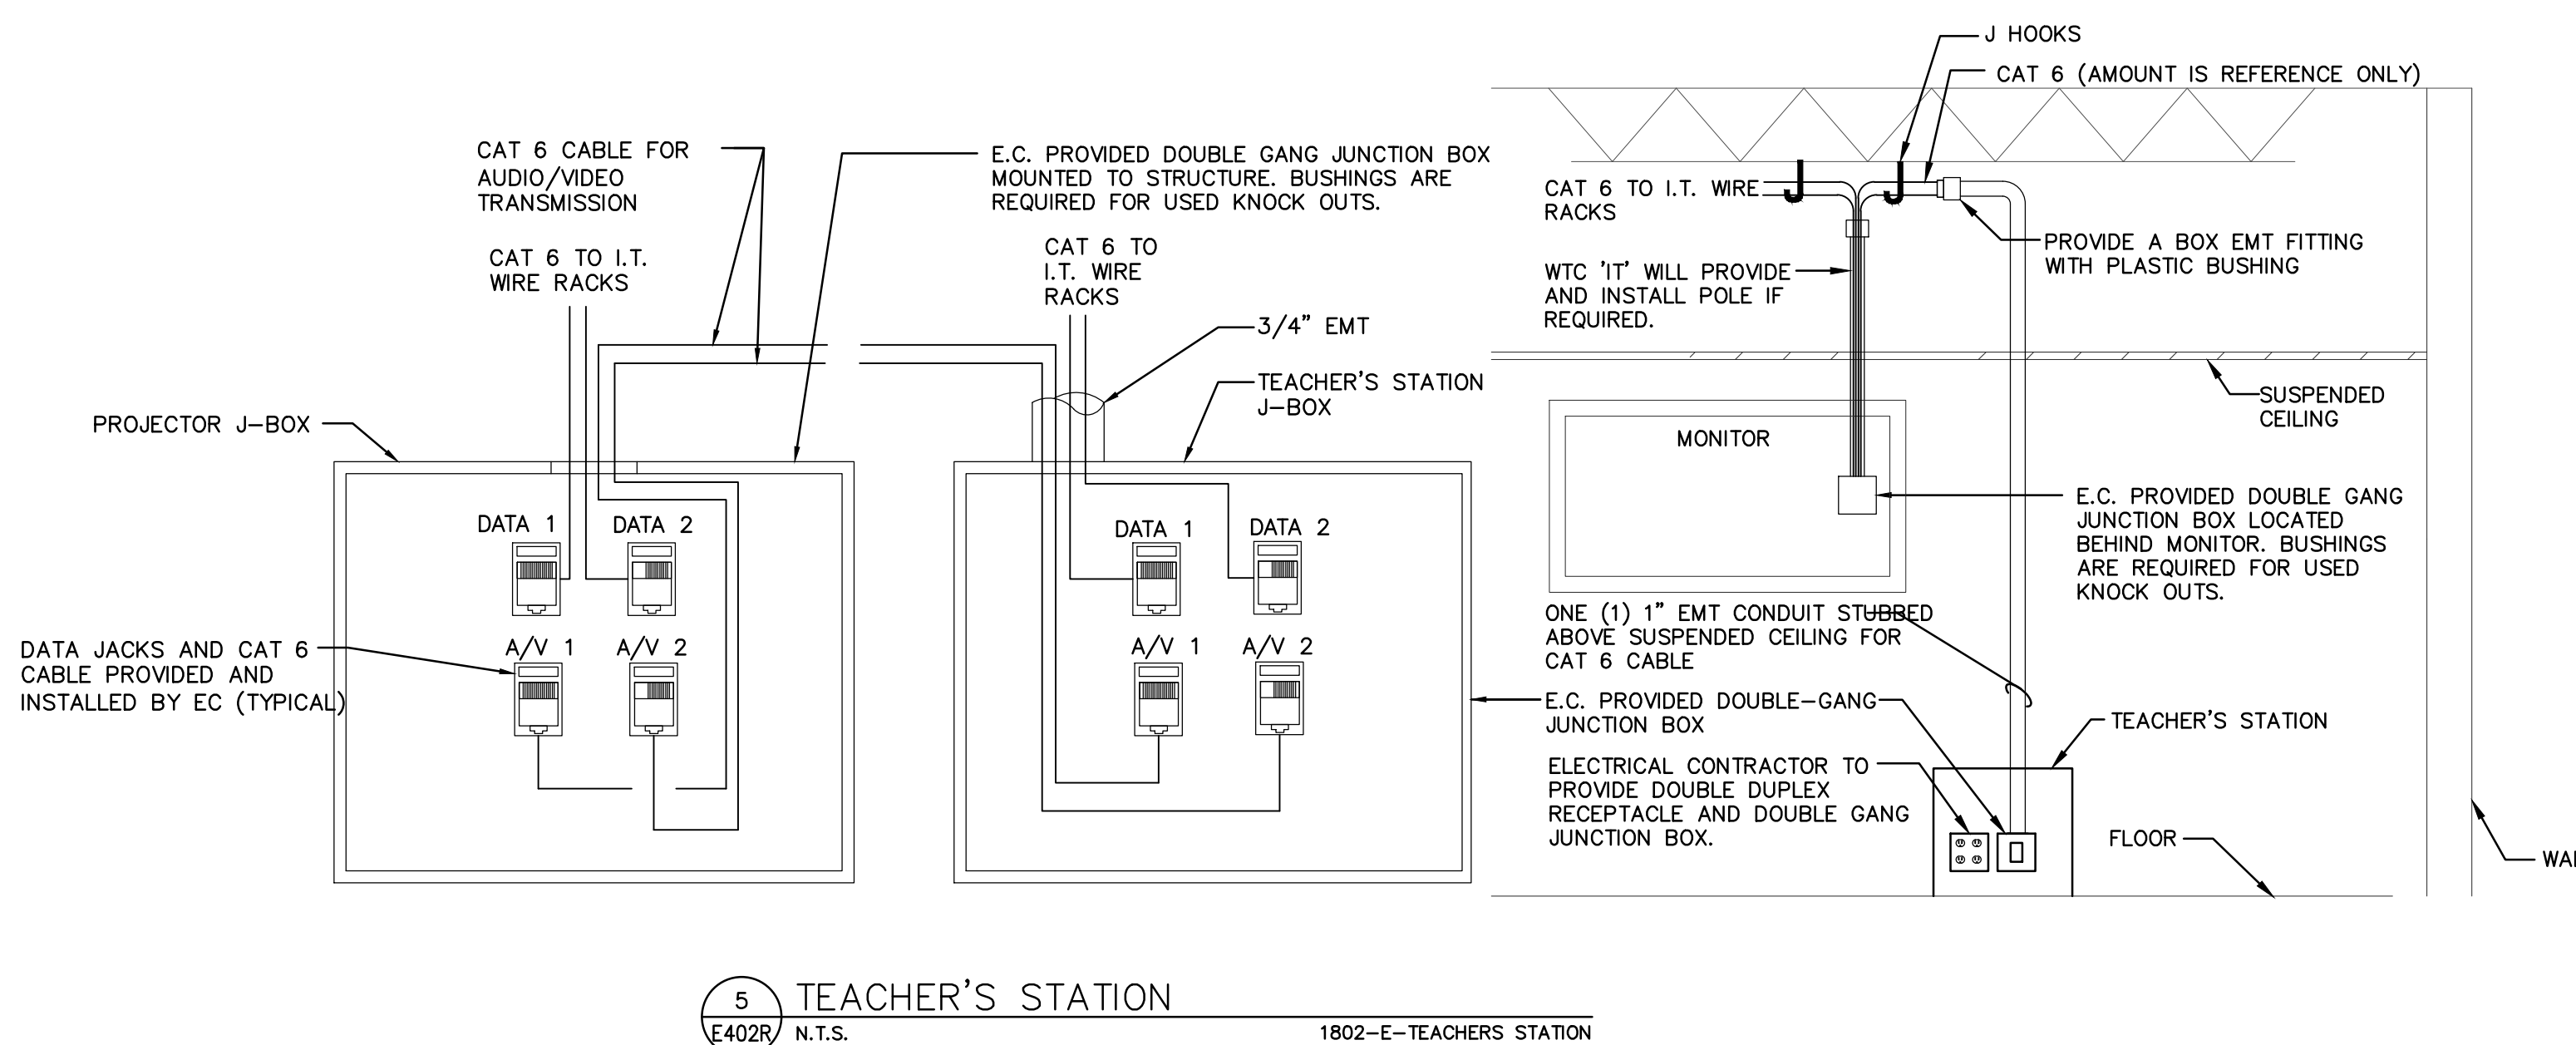 J HOOKS
CAT 6 (AMOUNT IS REFERENCE ONLY)
CAT 6 CABLE FOR
AUDIO/VIDEO
TRANSMISSION
E.C. PROVIDED DOUBLE GANG JUNCTION BOX
MOUNTED TO STRUCTURE. BUSHINGS ARE
REQUIRED FOR USED KNOCK OUTS.
CAT 6 TO I.T. WIRE
RACKS
CAT 6 TO I.T.
WIRE RACKS
CAT 6 TO
I.T. WIRE
RACKS
PROVIDE A BOX EMT FITTING
WITH PLASTIC BUSHING
WTC 'IT' WILL PROVIDE
AND INSTALL POLE IF
REQUIRED.
3/4" EMT
TEACHER'S STATION
J-BOX
SUSPENDED
CEILING
PROJECTOR J-BOX
MONITOR
DATA 1
DATA 2
DATA 1
DATA 2
E.C. PROVIDED DOUBLE GANG
JUNCTION BOX LOCATED
BEHIND MONITOR. BUSHINGS
ARE REQUIRED FOR USED
KNOCK OUTS.
ONE (1) 1" EMT CONDUIT STUBBED
ABOVE SUSPENDED CEILING FOR
CAT 6 CABLE
DATA JACKS AND CAT 6
CABLE PROVIDED AND
INSTALLED BY EC (TYPICAL)
A/V 1
A/V 2
A/V 1
A/V 2
E.C. PROVIDED DOUBLE-GANG
JUNCTION BOX
TEACHER'S STATION
ELECTRICAL CONTRACTOR TO
PROVIDE DOUBLE DUPLEX
RECEPTACLE AND DOUBLE GANG
JUNCTION BOX.
FLOOR
5
TEACHER'S STATION
E402R
N.T.S.
1802-E-TEACHERS STATION